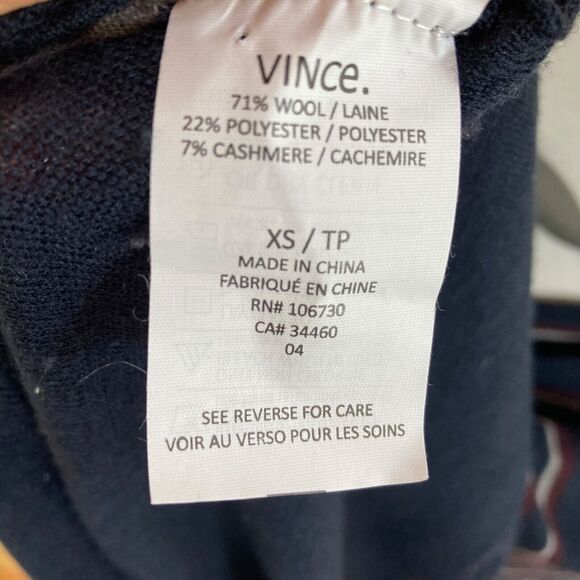 VINCe.
71% WOOL / LAINE
22% POLYESTER / POLYESTER
7% CASHMERE / CACHEMIRE
XS / TP
MADE IN CHINA
FABRIQUÉ EN CHINE
RN# 106730
CA# 34460
04
SEE REVERSE FOR CARE
VOIR AU VERSO POUR LES SOINS